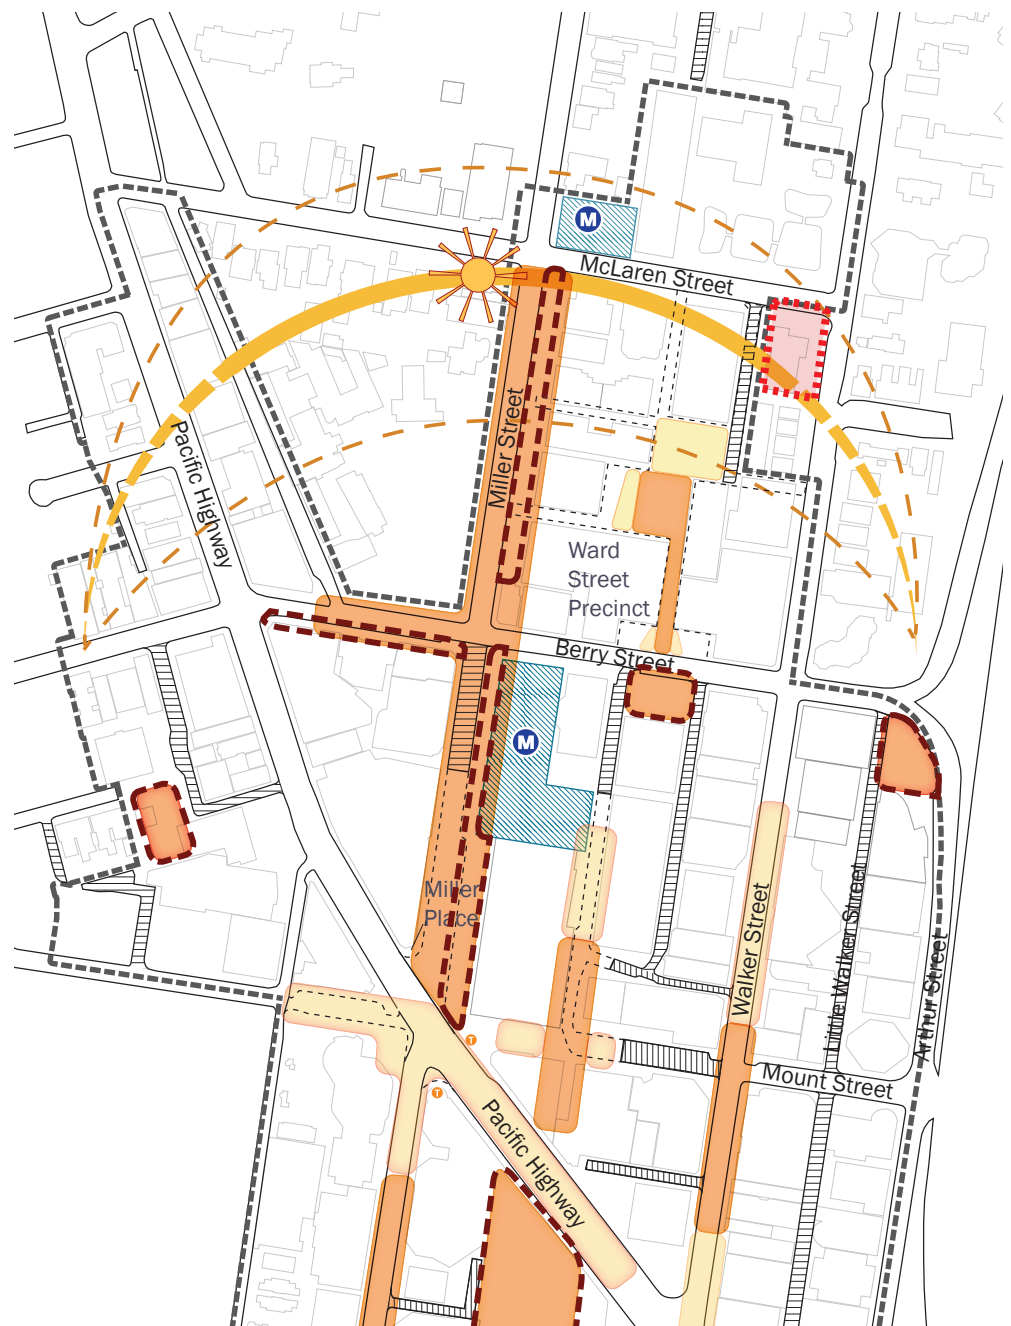 M
McLaren Street
Miller Street
Pacific Highway
Ward
Street
Precinct
Berry Street
M
Miller
Place
Walker Street
Little Walker Street
Arthur Street
T
Mount Street
T
Pacific Highway